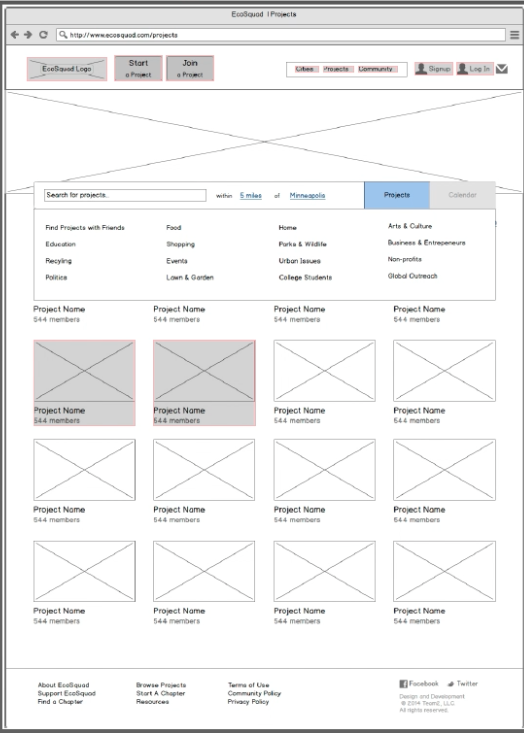 EcoSquad | Projects
http://www.ecosquad.com/projects
EcoSquad Logo
Start
a Project
Join
a Project
Cities Projects Community
Signup
Log In
Search for projects..
within 5 miles of Minneapolis
Projects
Calendar
Find Projects with Friends Food Home Arts & Culture
Education Shopping Parks & Wildlife Business & Entrepeneurs
Recyling Events Urban Issues Non-profits
Politics Lawn & Garden College Students Global Outreach
Project Name Project Name Project Name Project Name
544 members 544 members 544 members 544 members
Project Name Project Name Project Name Project Name
544 members 544 members 544 members 544 members
Project Name Project Name Project Name Project Name
544 members 544 members 544 members 544 members
Project Name Project Name Project Name Project Name
544 members 544 members 544 members 544 members
About EcoSquad Browse Projects Terms of Use Facebook Twitter
Support EcoSquad Start A Chapter Community Policy
Find a Chapter Resources Privacy Policy
Design and Development
© 2014 Team2, LLC
All rights reserved.